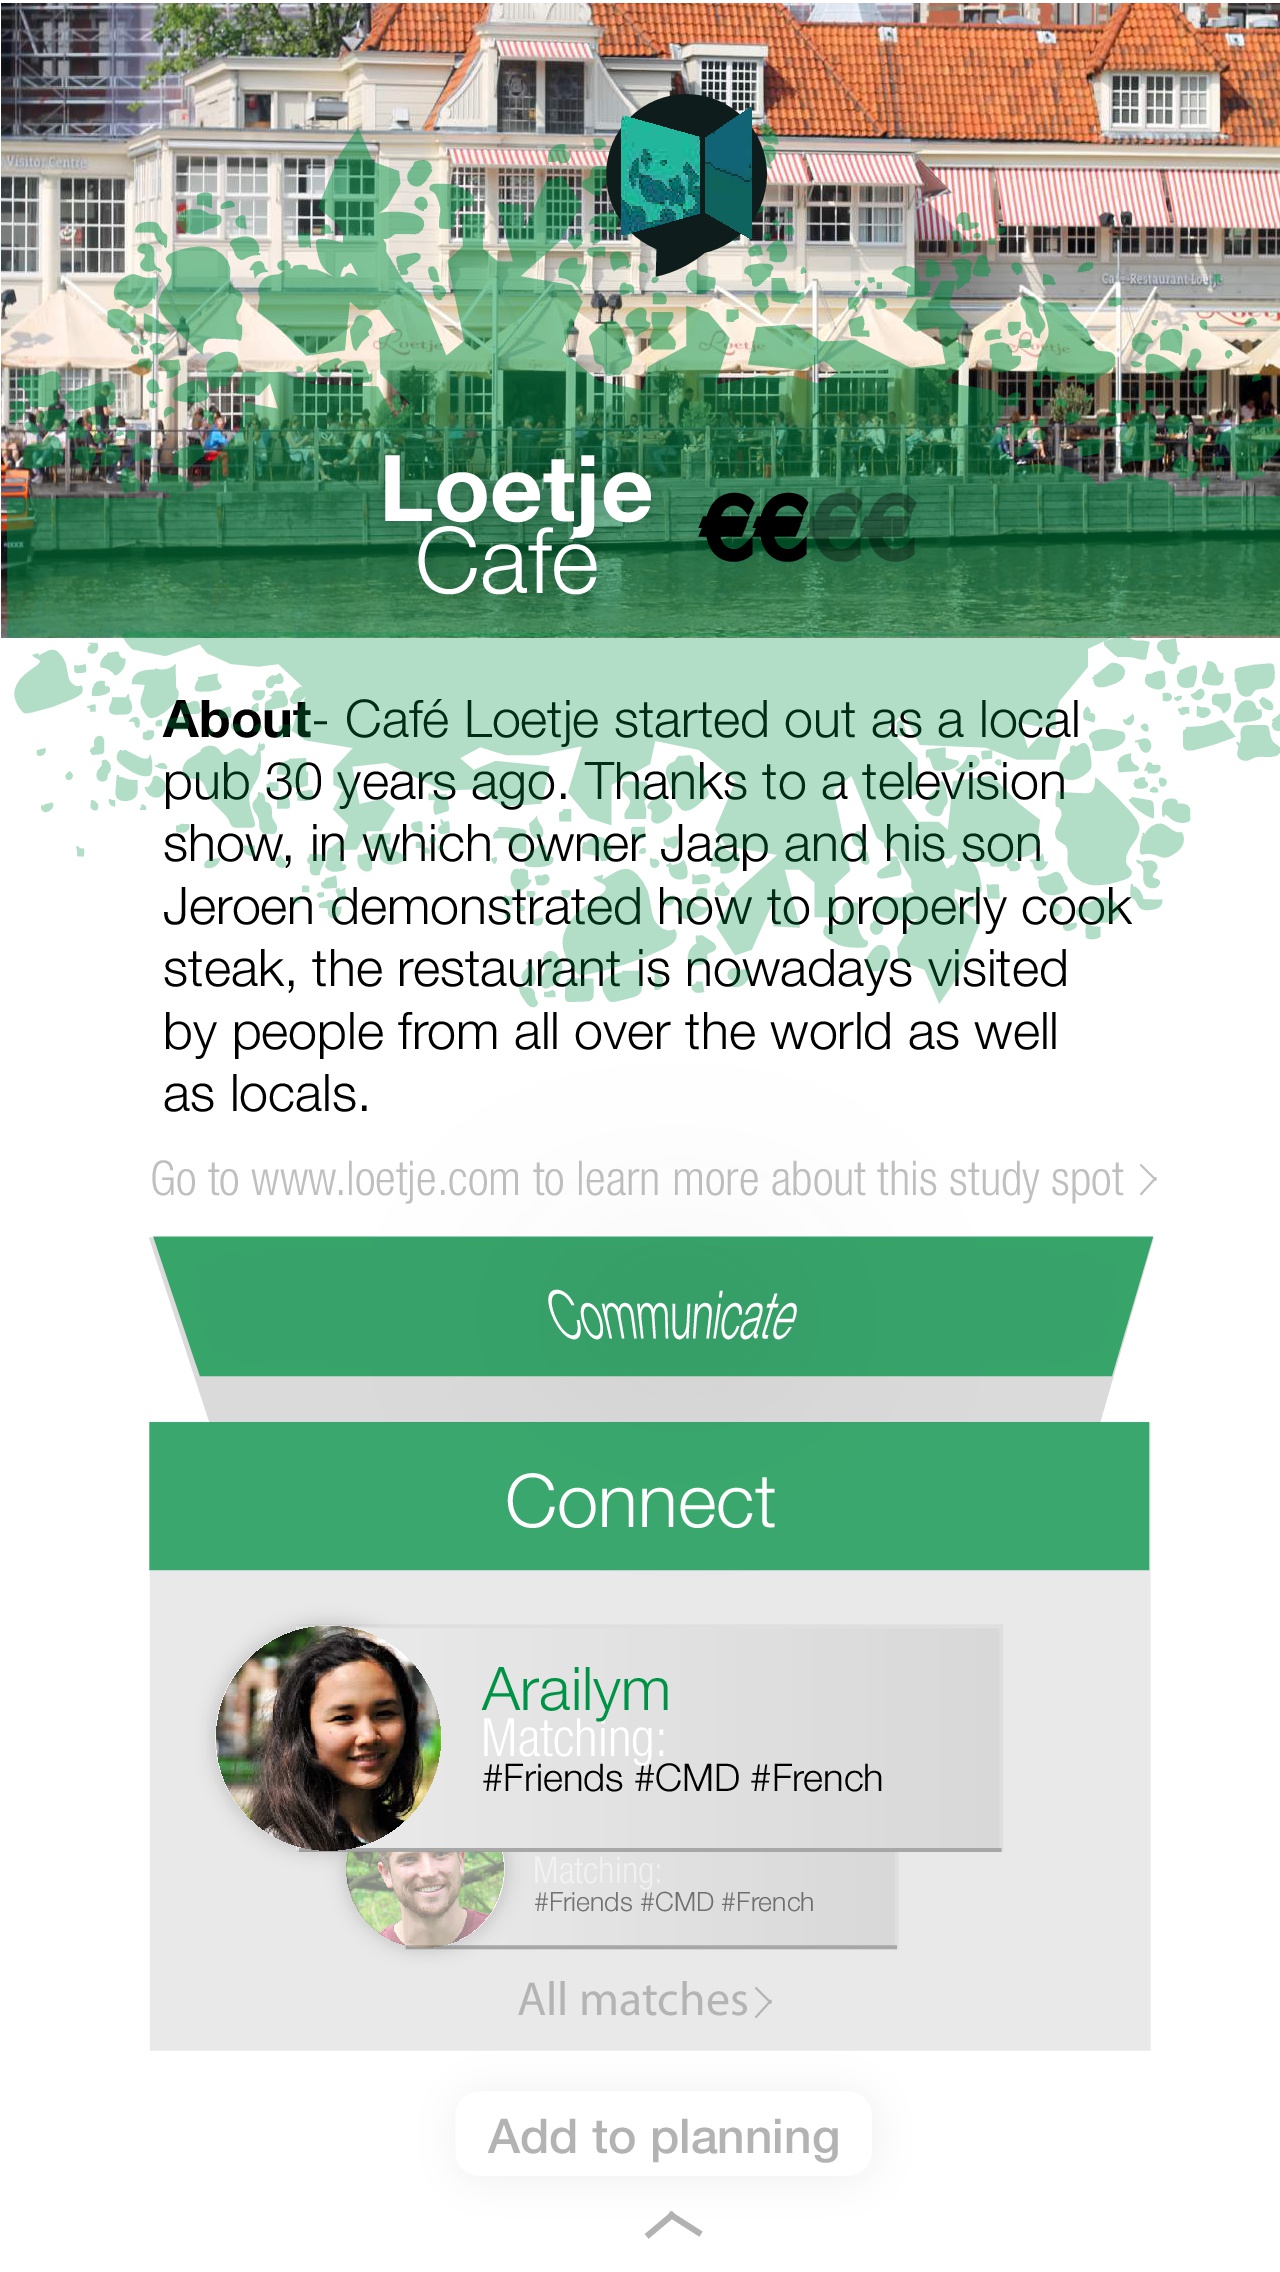 Visitor Centre
Café-Restaurant Loetje
Loetje
Loetje
Loetje
Loetje
Loetje
Café
€€€€
About- Café Loetje started out as a local
pub 30 years ago. Thanks to a television
show, in which owner Jaap and his son
Jeroen demonstrated how to properly cook
steak, the restaurant is nowadays visited
by people from all over the world as well
as locals.
Go to www.loetje.com to learn more about this study spot >
Communicate
Connect
Arailym
Matching:
#Friends #CMD #French
Matching:
#Friends #CMD #French
All matches>
Add to planning